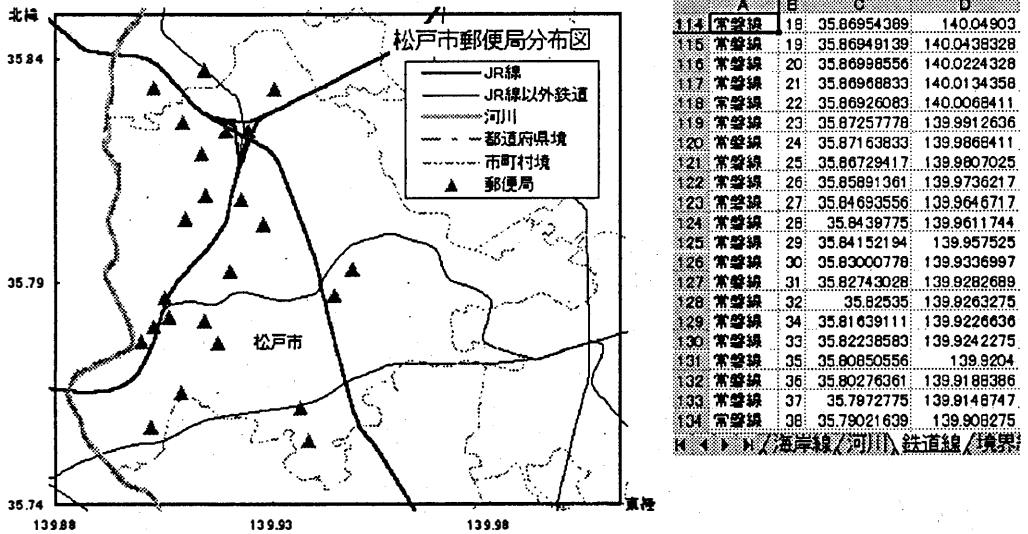 北緯
35.84
35.79
35.74
139.88
139.93
139.98
東経
松戸市郵便局分布図
JR線
JR線以外鉄道
河川
都道府県境
市町村境
郵便局
松戸市
A B C D
114 常磐線 18 35.86954389 140.04903
115 常磐線 19 35.86949139 140.0438328
116 常磐線 20 35.86998556 140.0224328
117 常磐線 21 35.86968833 140.0134358
118 常磐線 22 35.86926083 140.0068411
119 常磐線 23 35.87257778 139.9912636
120 常磐線 24 35.87163833 139.9868411
121 常磐線 25 35.86729417 139.9807025
122 常磐線 26 35.85891361 139.9736217
123 常磐線 27 35.84693556 139.9646717
124 常磐線 28 35.8439775 139.9611744
125 常磐線 29 35.84152194 139.957525
126 常磐線 30 35.83000778 139.9336997
127 常磐線 31 35.82743028 139.9282689
128 常磐線 32 35.82535 139.9263275
129 常磐線 34 35.81639111 139.9226636
130 常磐線 33 35.82238583 139.9242275
131 常磐線 35 35.80850556 139.9204
132 常磐線 36 35.80276361 139.9188386
133 常磐線 37 35.7972775 139.9148747
134 常磐線 38 35.79021639 139.908275
海岸線 河川 鉄道線 境界